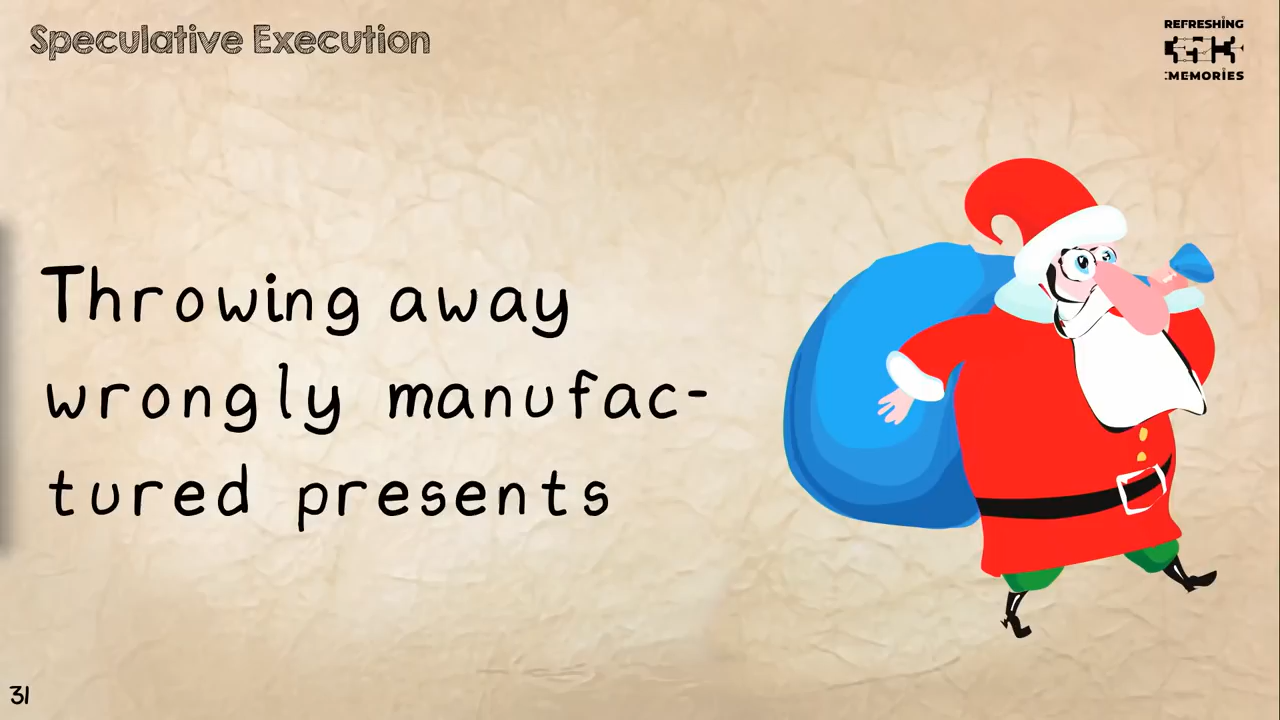 Speculative Execution
REFRESHING
:MEMORIES
Throwing away
wrongly manufac-
tured presents
31